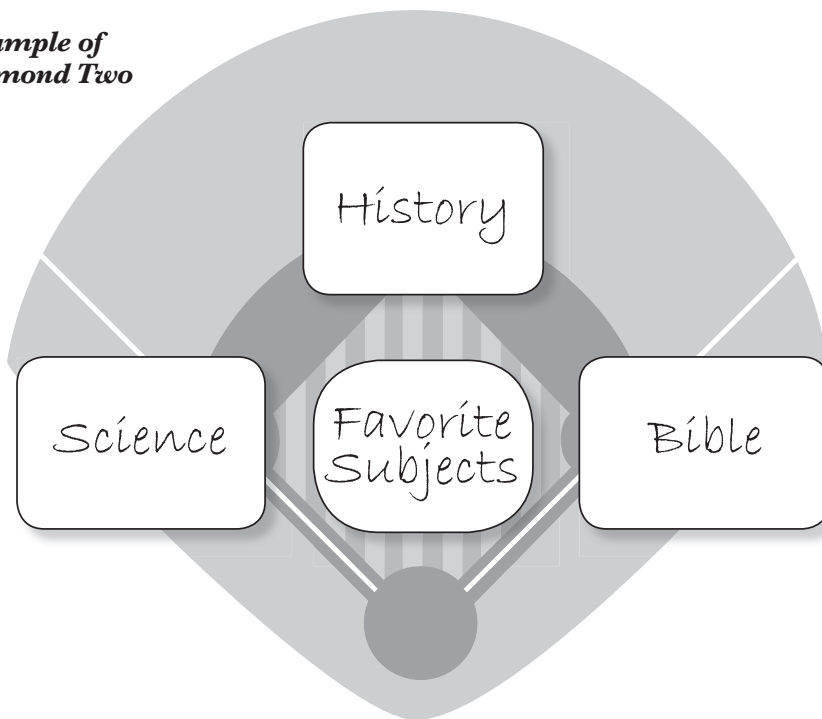 ample of
mond Two
History
Science
Favorite
Subjects
Bible